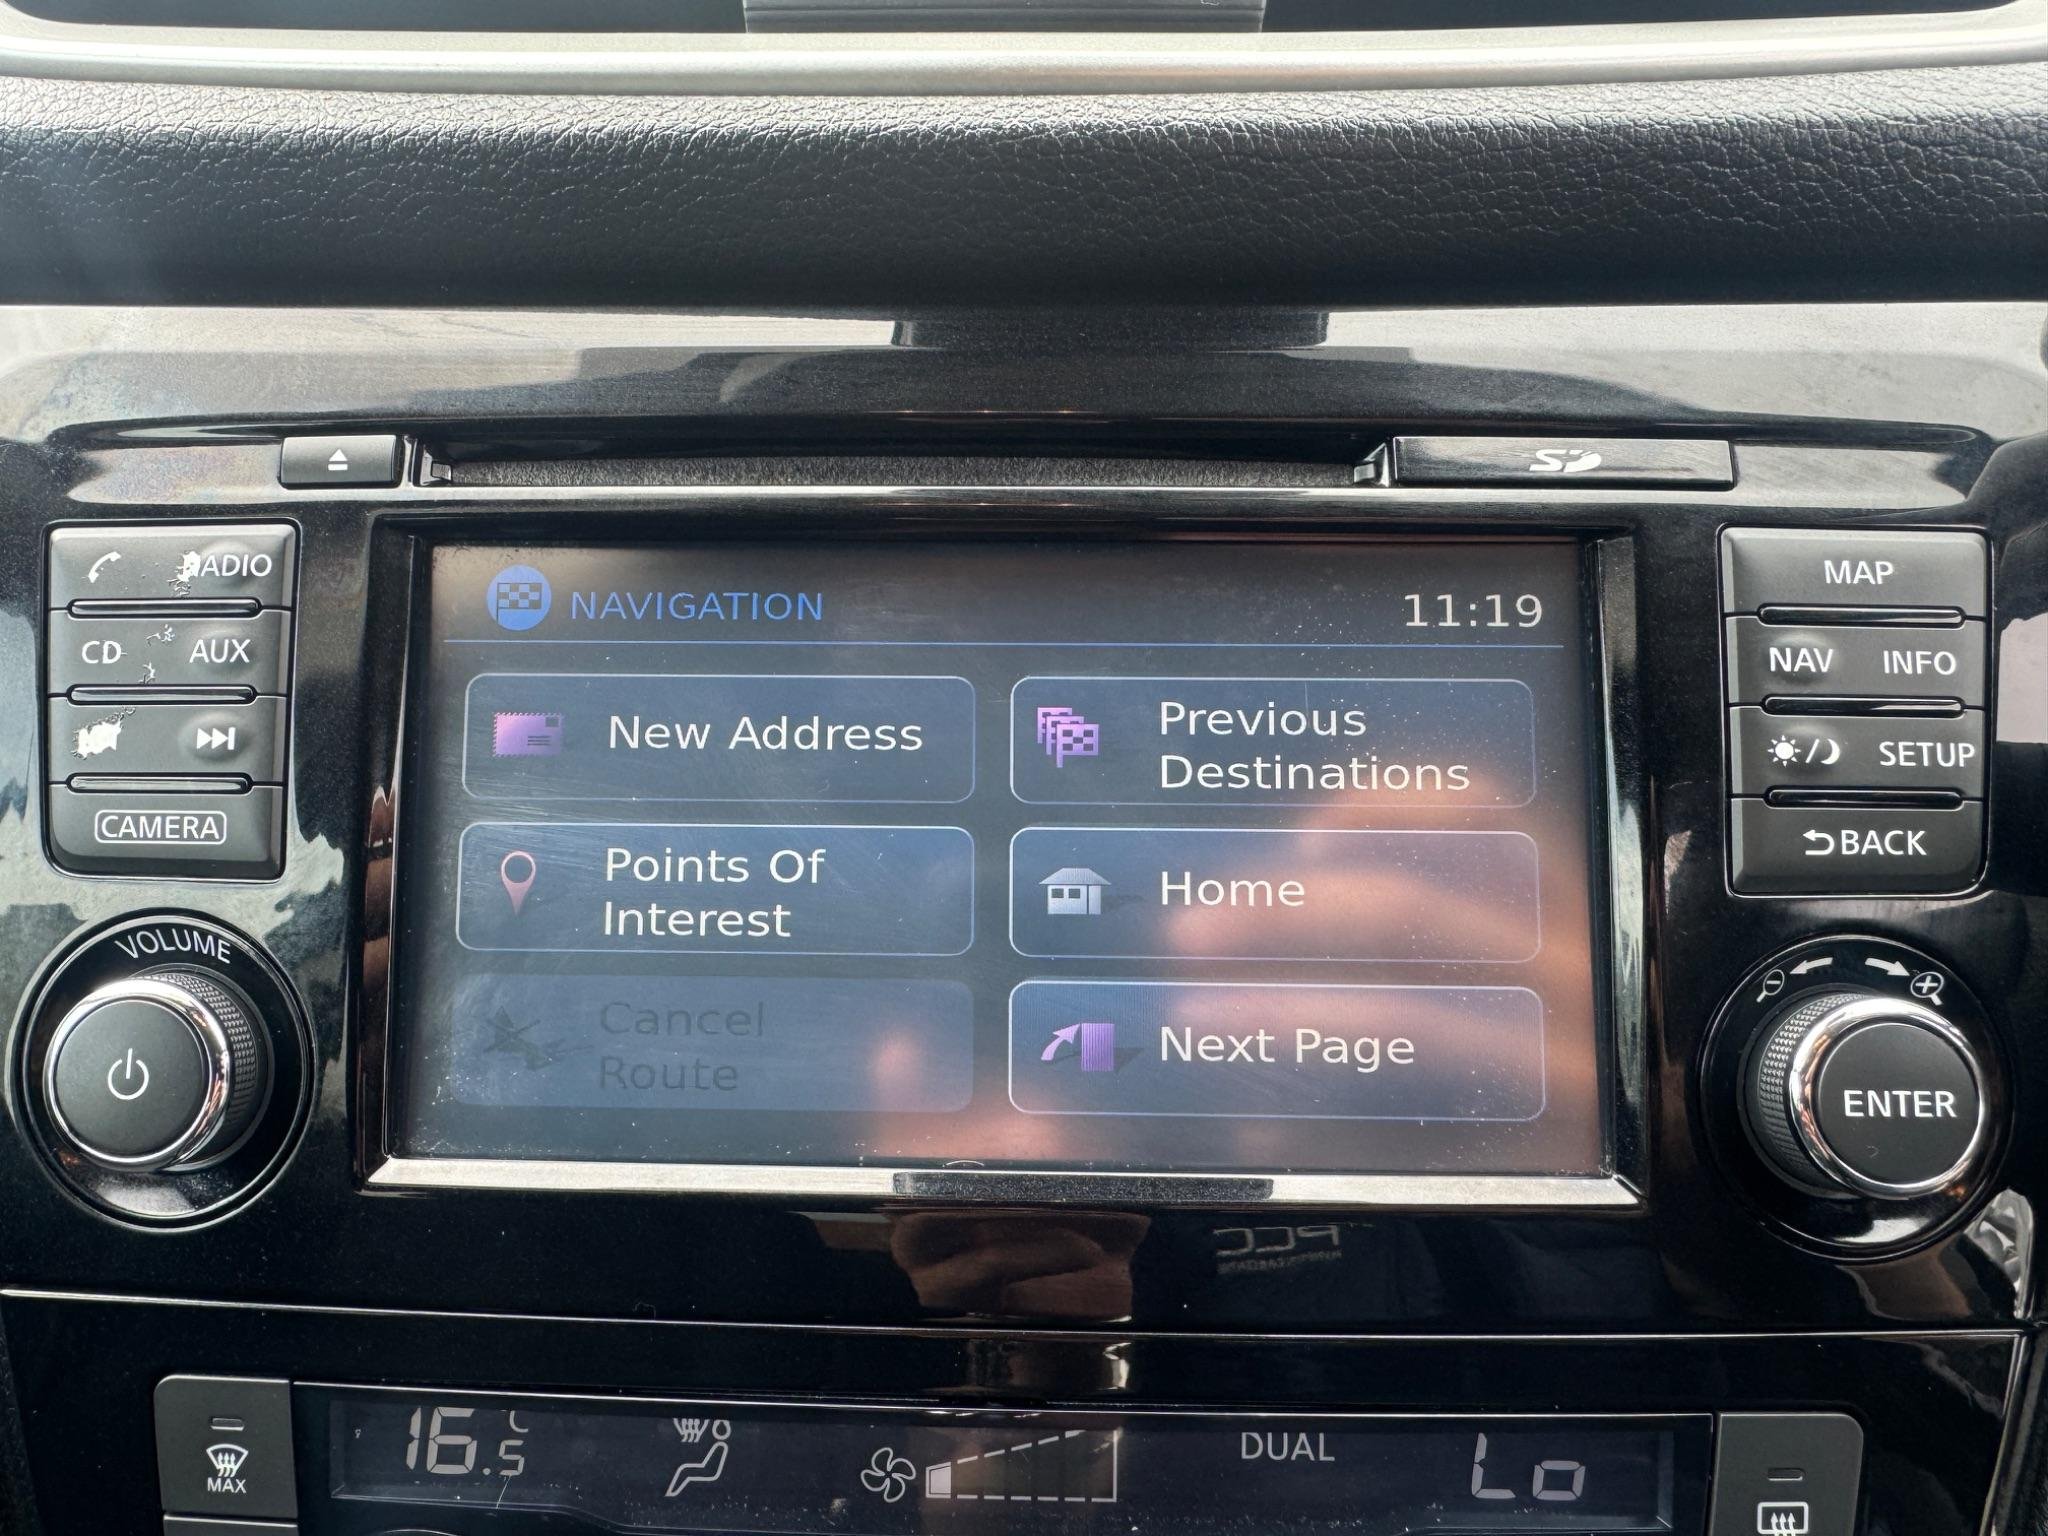 SD
RADIO
CD AUX
CAMERA
VOLUME
NAVIGATION 11:19
New Address
Previous
Destinations
Points Of
Interest
Home
Cancel
Route
Next Page
MAP
NAV INFO
SETUP
BACK
ENTER
MAX
16.5°C
DUAL
Lo